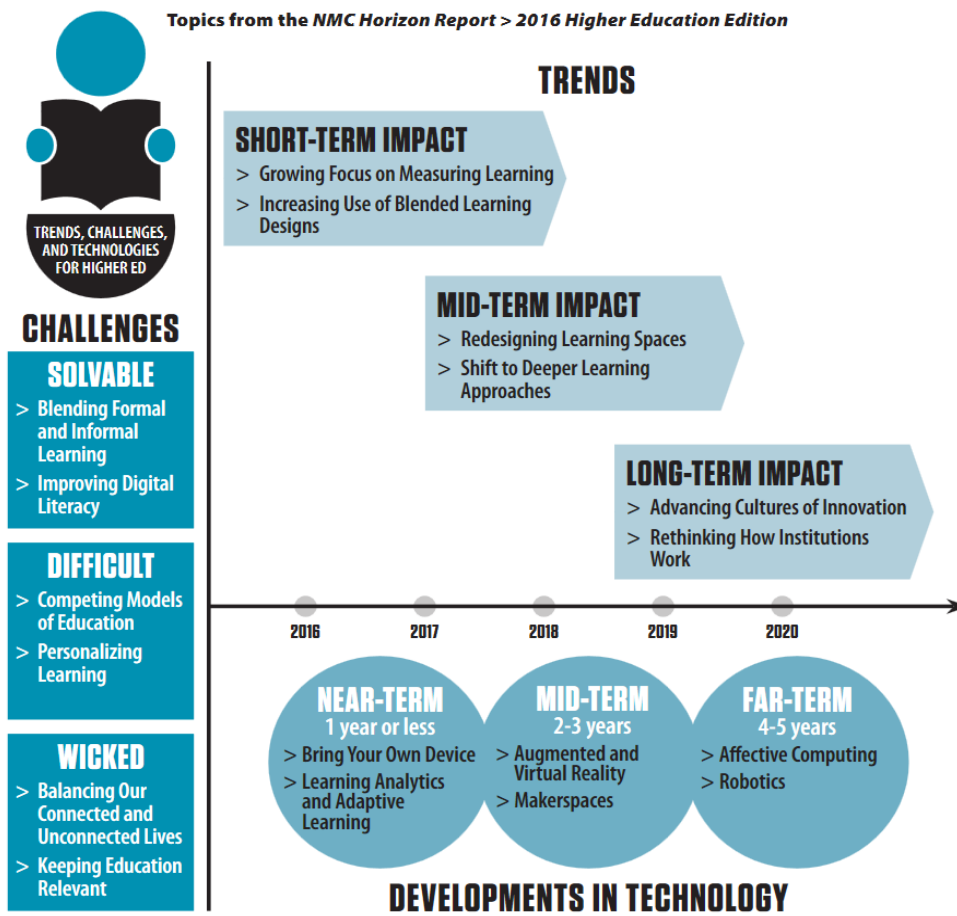 Topics from the NMC Horizon Report > 2016 Higher Education Edition
TRENDS, CHALLENGES,
AND TECHNOLOGIES
FOR HIGHER ED
CHALLENGES
SOLVABLE
> Blending Formal
and Informal
Learning
> Improving Digital
Literacy
DIFFICULT
> Competing Models
of Education
> Personalizing
Learning
WICKED
> Balancing Our
Connected and
Unconnected Lives
> Keeping Education
Relevant
TRENDS
SHORT-TERM IMPACT
> Growing Focus on Measuring Learning
> Increasing Use of Blended Learning
Designs
MID-TERM IMPACT
> Redesigning Learning Spaces
> Shift to Deeper Learning
Approaches
LONG-TERM IMPACT
> Advancing Cultures of Innovation
> Rethinking How Institutions
Work
2016 2017 2018 2019 2020
NEAR-TERM
1 year or less
> Bring Your Own Device
> Learning Analytics
and Adaptive
Learning
MID-TERM
2-3 years
> Augmented and
Virtual Reality
> Makerspaces
FAR-TERM
4-5 years
> Affective Computing
> Robotics
DEVELOPMENTS IN TECHNOLOGY